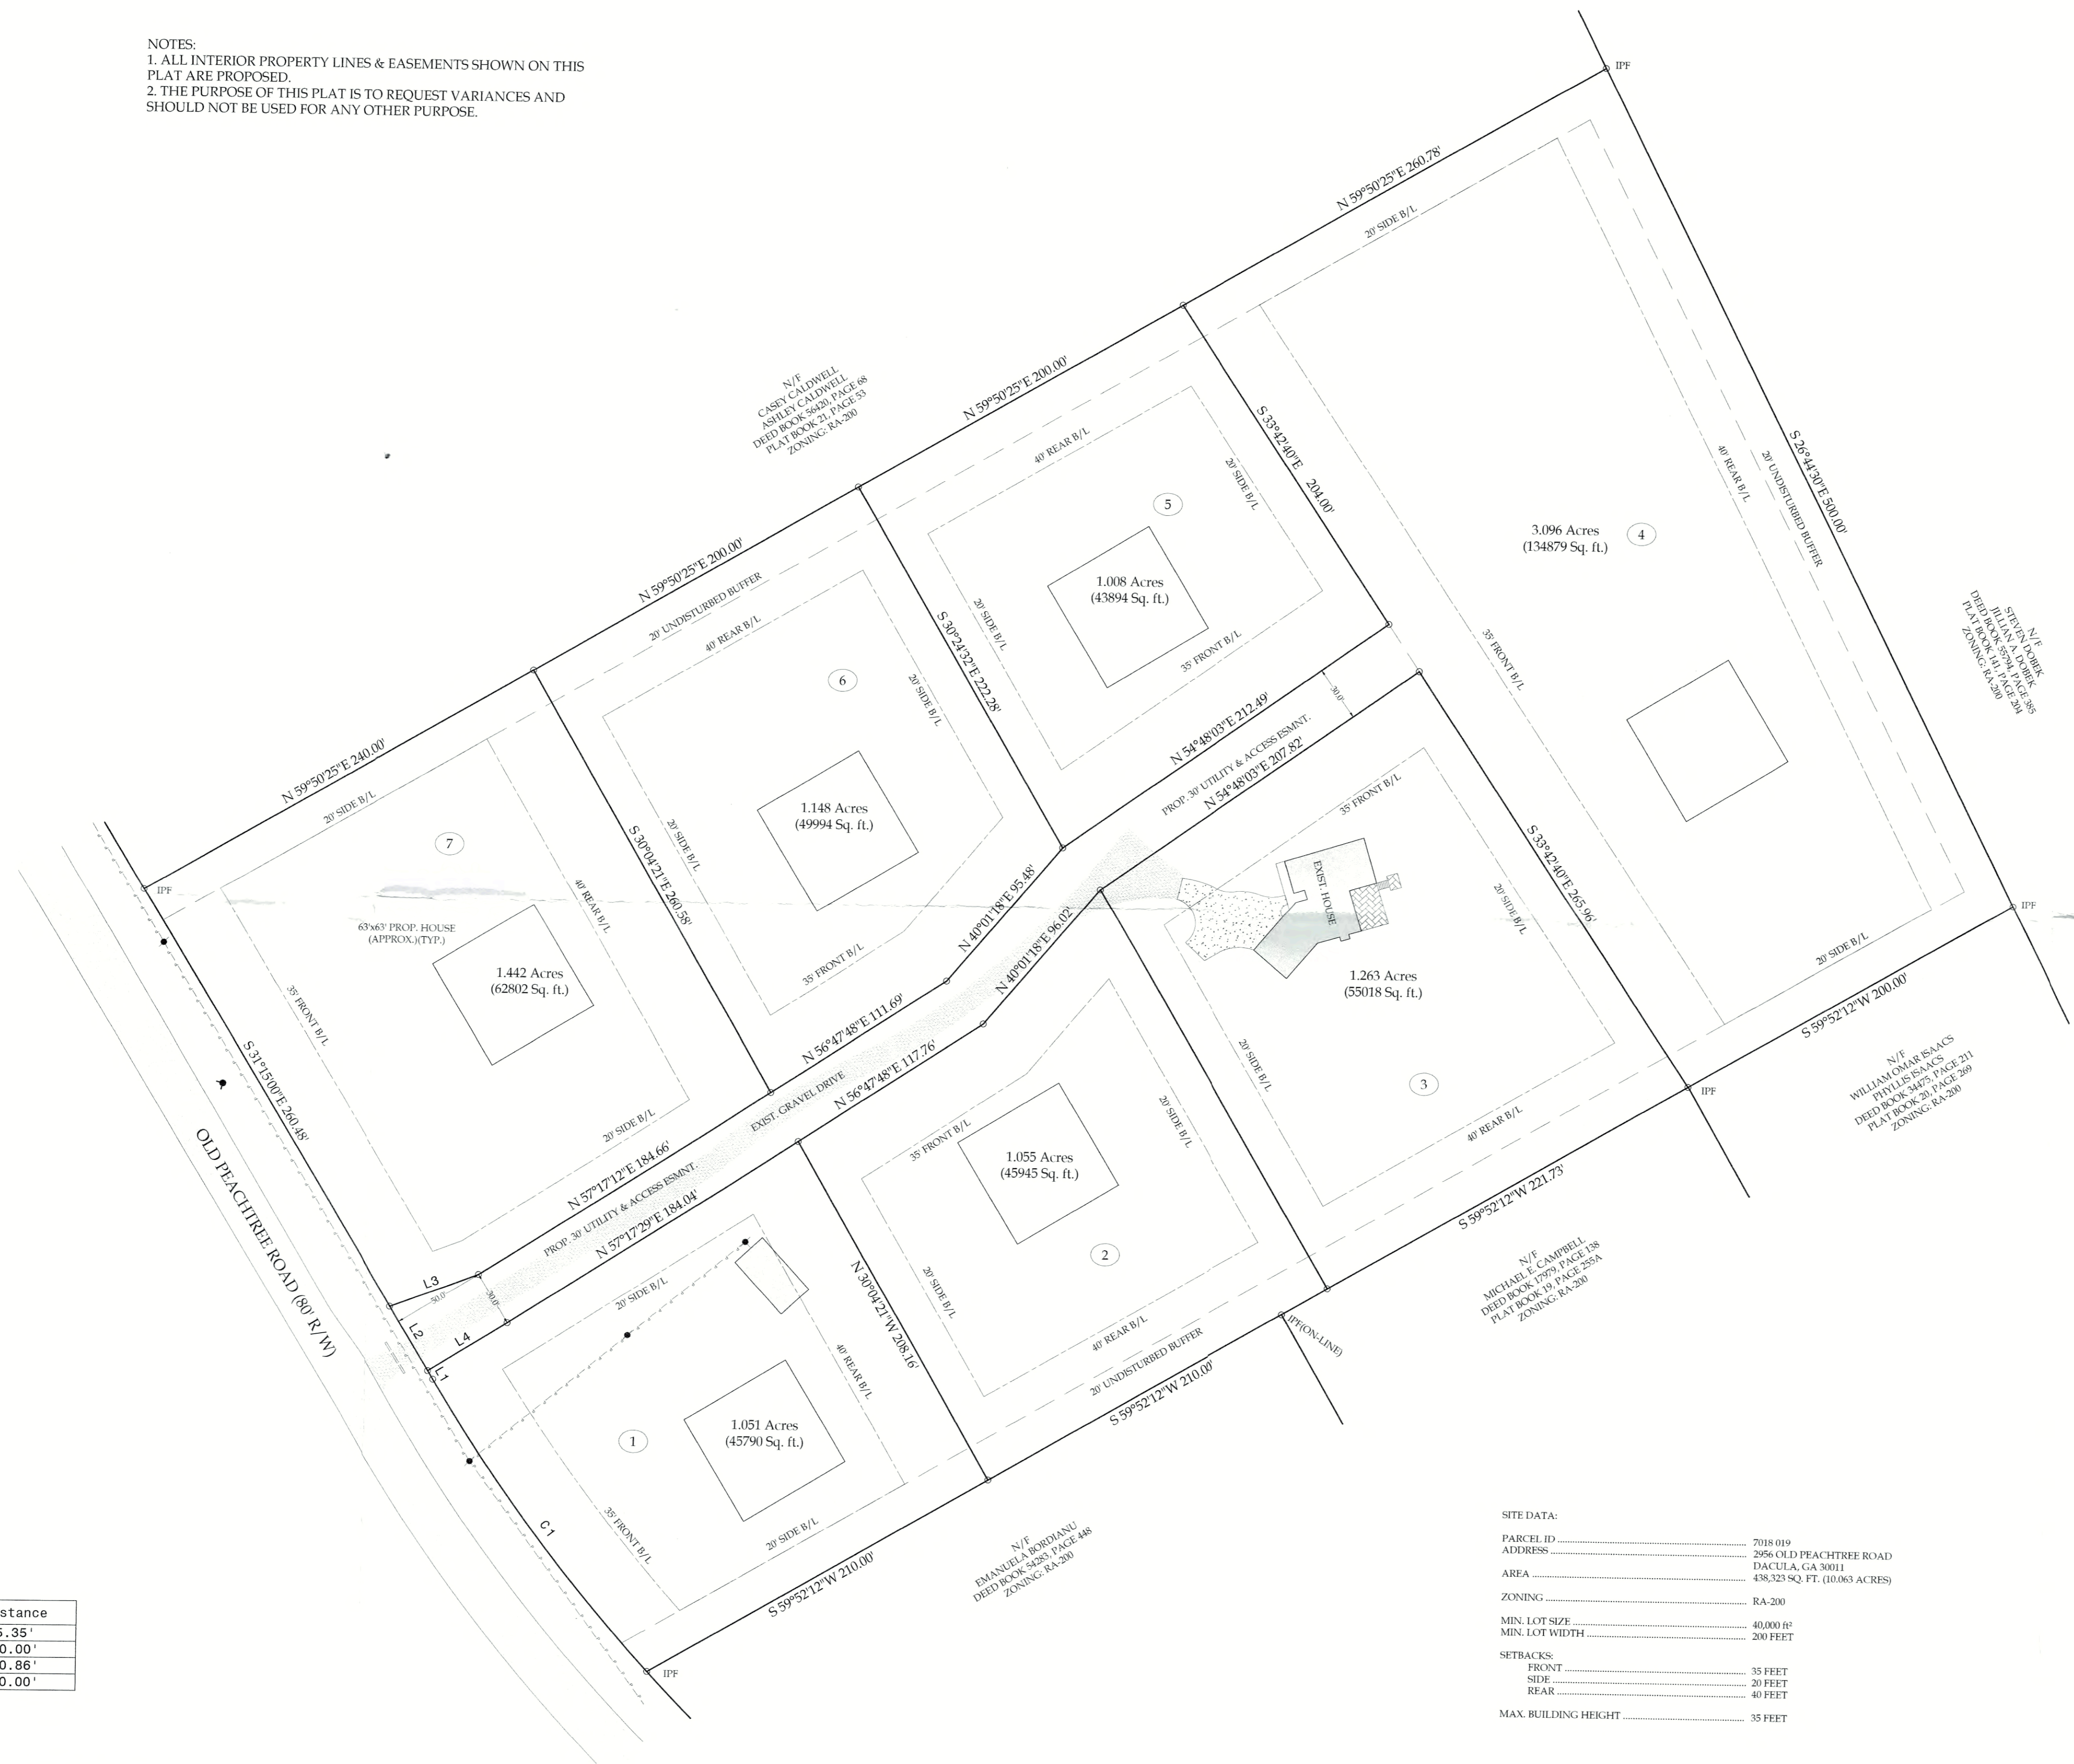 NOTES:
1. ALL INTERIOR PROPERTY LINES & EASEMENTS SHOWN ON THIS
PLAT ARE PROPOSED.
2. THE PURPOSE OF THIS PLAT IS TO REQUEST VARIANCES AND
SHOULD NOT BE USED FOR ANY OTHER PURPOSE.
IPF
N 59°50'25"E 260.78'
20' SIDE B/L
N/F
CASEY CALDWELL
ASHLEY CALDWELL
DEED BOOK 56420, PAGE 68
PLAT BOOK 21, PAGE 53
ZONING: RA-200
N 59°50'25"E 200.00'
40' REAR B/L
20' SIDE B/L
5
1.008 Acres
(43894 Sq. ft.)
20' SIDE B/L
35' FRONT B/L
S 33°42'40"E 204.00'
3.096 Acres
(134879 Sq. ft.)
4
35' FRONT B/L
40' REAR B/L
20' UNDISTURBED BUFFER
S 26°44'30"E 500.00'
N/F
STEVEN DOBEK
JILLIAN A. DOBEK
DEED BOOK 55794, PAGE 385
PLAT BOOK 141, PAGE 204
ZONING: RA-200
N 59°50'25"E 200.00'
20' UNDISTURBED BUFFER
40' REAR B/L
6
20' SIDE B/L
S 30°24'32"E 222.28'
1.148 Acres
(49994 Sq. ft.)
20' SIDE B/L
35' FRONT B/L
N 54°48'03"E 212.49'
30.0'
PROP. 30' UTILITY & ACCESS ESMNT.
N 54°48'03"E 207.82'
N 59°50'25"E 240.00'
20' SIDE B/L
7
IPF
63'x63' PROP. HOUSE
(APPROX.)(TYP.)
1.442 Acres
(62802 Sq. ft.)
40' REAR B/L
35' FRONT B/L
20' SIDE B/L
S 30°04'21"E 260.58'
S 31°15'00"E 260.48'
OLD PEACHTREE ROAD (80' R/W)
N 40°01'18"E 95.48'
N 40°01'18"E 96.02'
N 56°47'48"E 111.69'
EXIST. GRAVEL DRIVE
N 56°47'48"E 117.76'
N 57°17'12"E 184.66'
PROP. 30' UTILITY & ACCESS ESMNT.
N 57°17'29"E 184.04'
L3
50.0'
30.0'
L2
L4
L1
35' FRONT B/L
EXIST. HOUSE
20' SIDE B/L
1.263 Acres
(55018 Sq. ft.)
20' SIDE B/L
3
40' REAR B/L
S 33°42'40"E 265.96'
20' SIDE B/L
IPF
S 59°52'12"W 200.00'
IPF
N/F
WILLIAM OMAR ISAACS
PHYLLIS ISAACS
DEED BOOK 34475, PAGE 211
PLAT BOOK 20, PAGE 269
ZONING: RA-200
S 59°52'12"W 221.73'
N/F
MICHAEL E. CAMPBELL
DEED BOOK 17979, PAGE 138
PLAT BOOK 19, PAGE 255A
ZONING: RA-200
IPF(ON-LINE)
35' FRONT B/L
20' SIDE B/L
1.055 Acres
(45945 Sq. ft.)
2
20' SIDE B/L
40' REAR B/L
20' UNDISTURBED BUFFER
S 59°52'12"W 210.00'
N 30°04'21"W 208.16'
20' SIDE B/L
40' REAR B/L
1.051 Acres
(45790 Sq. ft.)
1
35' FRONT B/L
20' SIDE B/L
C1
S 59°52'12"W 210.00'
IPF
N/F
EMANUELA BORDIANU
DEED BOOK 54283, PAGE 448
ZONING: RA-200
stance
5.35'
0.00'
0.86'
0.00'
SITE DATA:
PARCEL ID 7018 019
ADDRESS 2956 OLD PEACHTREE ROAD
DACULA, GA 30011
AREA 438,323 SQ. FT. (10.063 ACRES)
ZONING RA-200
MIN. LOT SIZE 40,000 ft²
MIN. LOT WIDTH 200 FEET
SETBACKS:
FRONT 35 FEET
SIDE 20 FEET
REAR 40 FEET
MAX. BUILDING HEIGHT 35 FEET